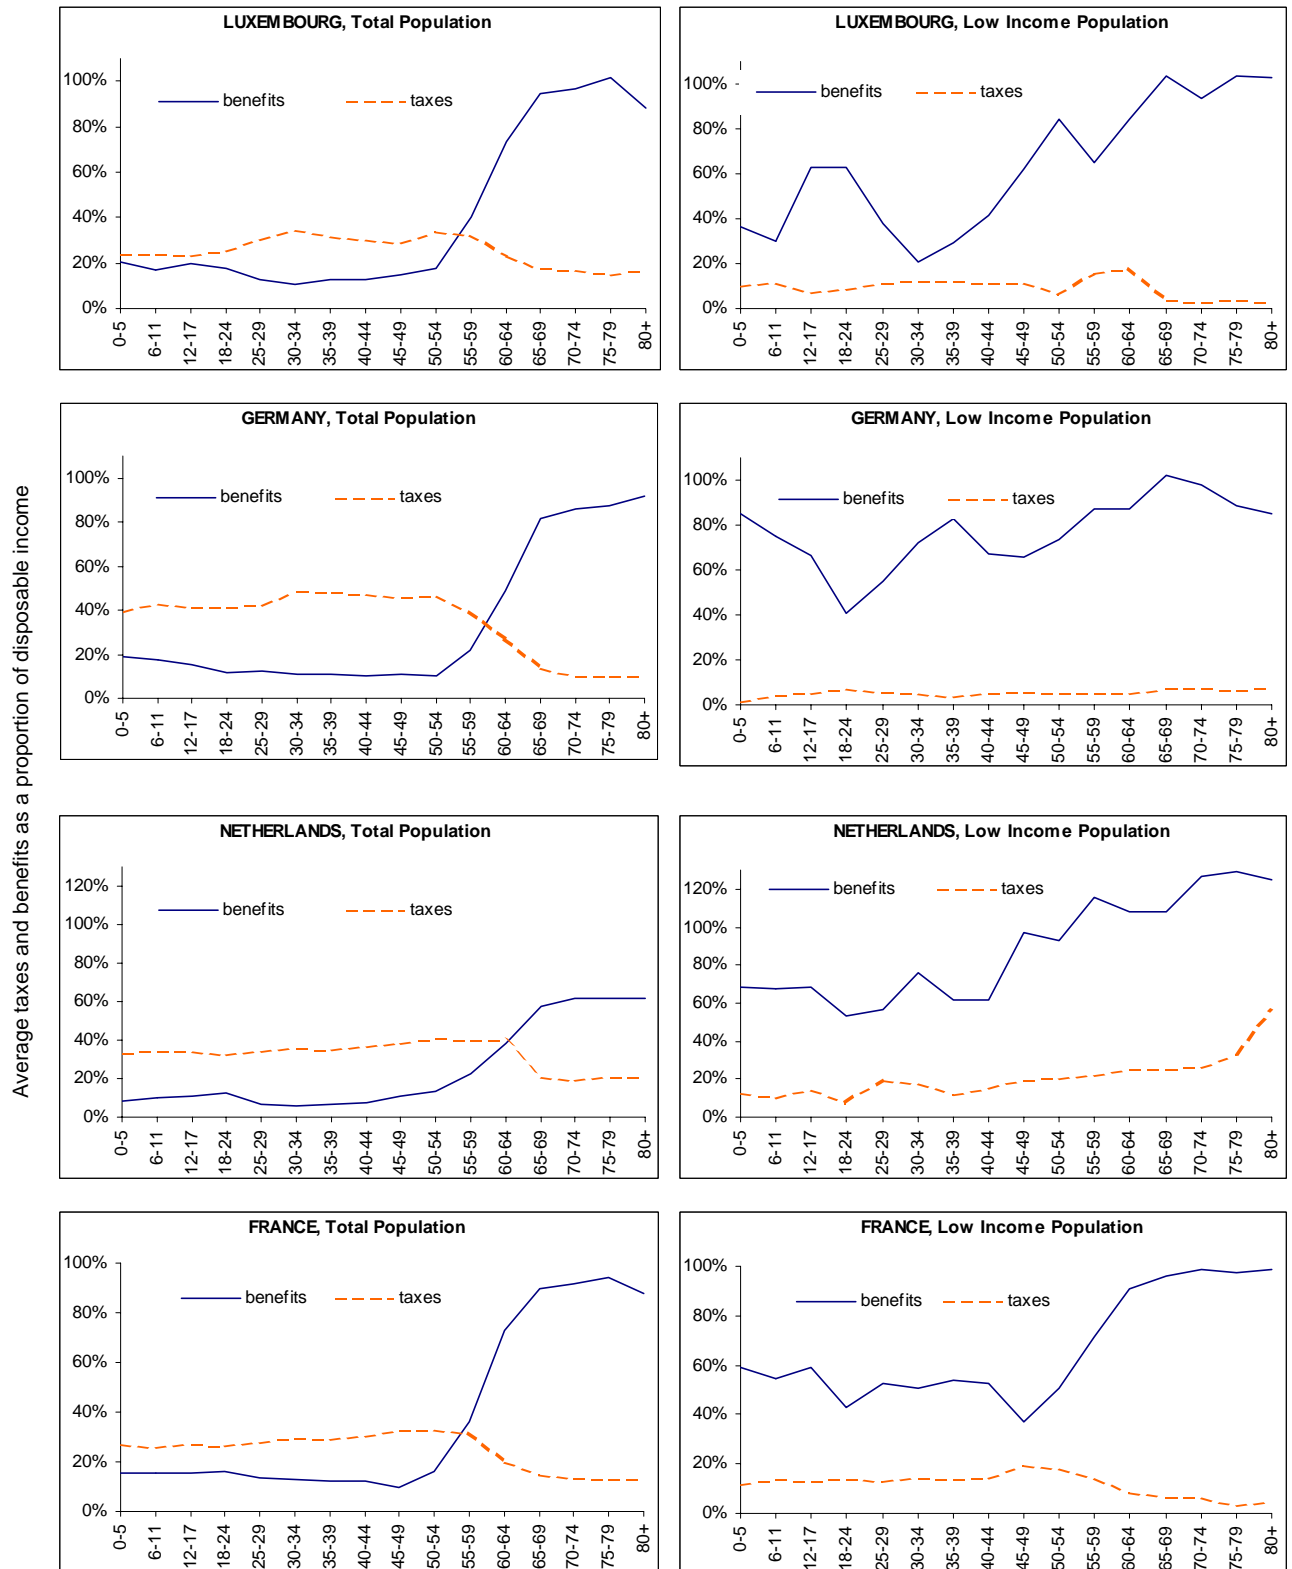 Average taxes and benefits as a proportion of disposable income
LUXEMBOURG, Total Population
benefits taxes
100%
80%
60%
40%
20%
0%
0-5 6-11 12-17 18-24 25-29 30-34 35-39 40-44 45-49 50-54 55-59 60-64 65-69 70-74 75-79 80+
LUXEMBOURG, Low Income Population
benefits taxes
100%
80%
60%
40%
20%
0%
0-5 6-11 12-17 18-24 25-29 30-34 35-39 40-44 45-49 50-54 55-59 60-64 65-69 70-74 75-79 80+
GERMANY, Total Population
benefits taxes
100%
80%
60%
40%
20%
0%
0-5 6-11 12-17 18-24 25-29 30-34 35-39 40-44 45-49 50-54 55-59 60-64 65-69 70-74 75-79 80+
GERMANY, Low Income Population
benefits taxes
100%
80%
60%
40%
20%
0%
0-5 6-11 12-17 18-24 25-29 30-34 35-39 40-44 45-49 50-54 55-59 60-64 65-69 70-74 75-79 80+
NETHERLANDS, Total Population
benefits taxes
120%
100%
80%
60%
40%
20%
0%
0-5 6-11 12-17 18-24 25-29 30-34 35-39 40-44 45-49 50-54 55-59 60-64 65-69 70-74 75-79 80+
NETHERLANDS, Low Income Population
benefits taxes
120%
100%
80%
60%
40%
20%
0%
0-5 6-11 12-17 18-24 25-29 30-34 35-39 40-44 45-49 50-54 55-59 60-64 65-69 70-74 75-79 80+
FRANCE, Total Population
benefits taxes
100%
80%
60%
40%
20%
0%
0-5 6-11 12-17 18-24 25-29 30-34 35-39 40-44 45-49 50-54 55-59 60-64 65-69 70-74 75-79 80+
FRANCE, Low Income Population
benefits taxes
100%
80%
60%
40%
20%
0%
0-5 6-11 12-17 18-24 25-29 30-34 35-39 40-44 45-49 50-54 55-59 60-64 65-69 70-74 75-79 80+